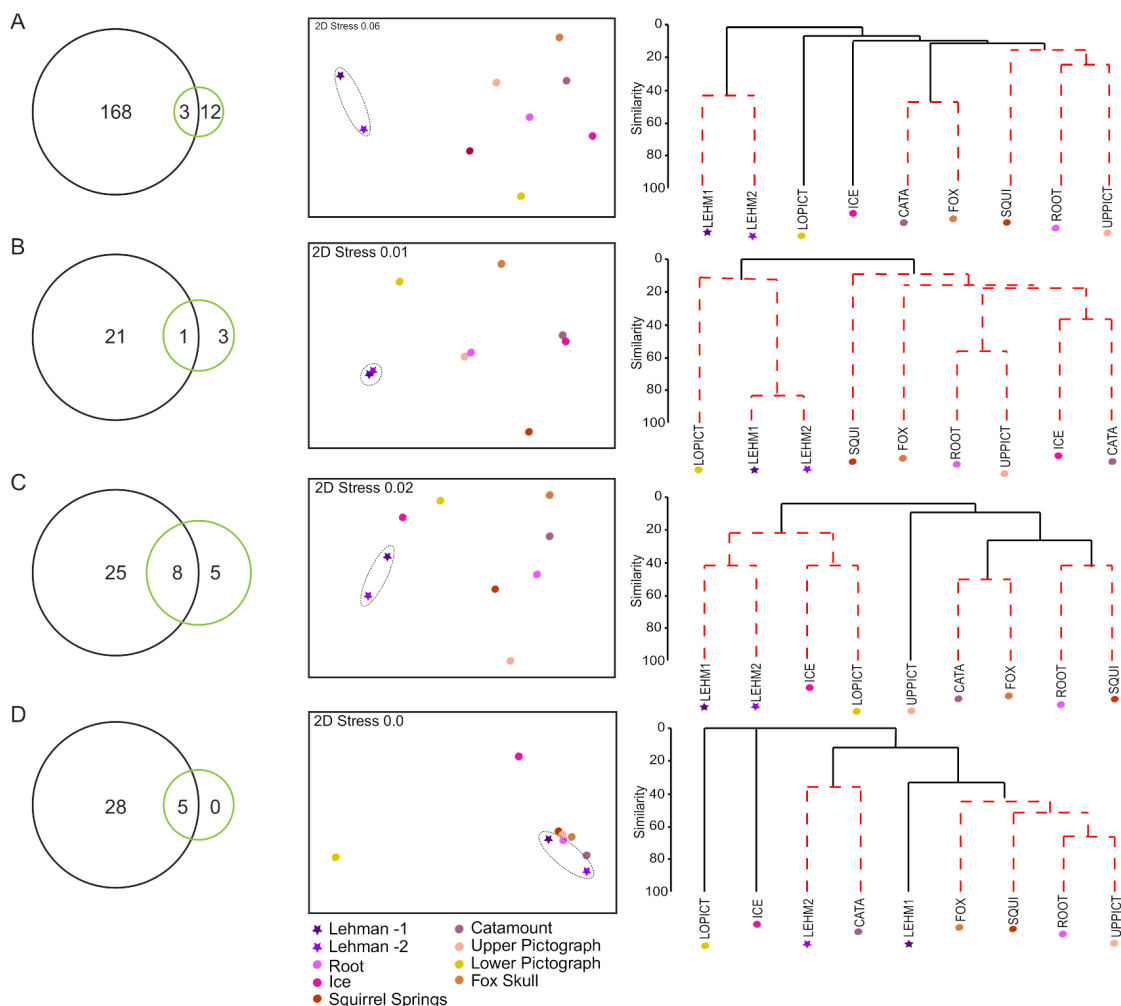 A
168
3
12
2D Stress 0.06
Similarity
0
20
40
60
80
100
LEHM1
LEHM2
LOPICT
ICE
CATA
FOX
SQUI
ROOT
UPPICT
B
21
1
3
2D Stress 0.01
Similarity
0
20
40
60
80
100
LOPICT
LEHM1
LEHM2
SQUI
FOX
ROOT
UPPICT
ICE
CATA
C
25
8
5
2D Stress 0.02
Similarity
0
20
40
60
80
100
LEHM1
LEHM2
ICE
LOPICT
UPPICT
CATA
FOX
ROOT
SQUI
D
28
5
0
2D Stress 0.0
Similarity
0
20
40
60
80
100
LOPICT
ICE
LEHM2
CATA
LEHM1
FOX
SQUI
ROOT
UPPICT
Lehman -1
Lehman -2
Root
Ice
Squirrel Springs
Catamount
Upper Pictograph
Lower Pictograph
Fox Skull